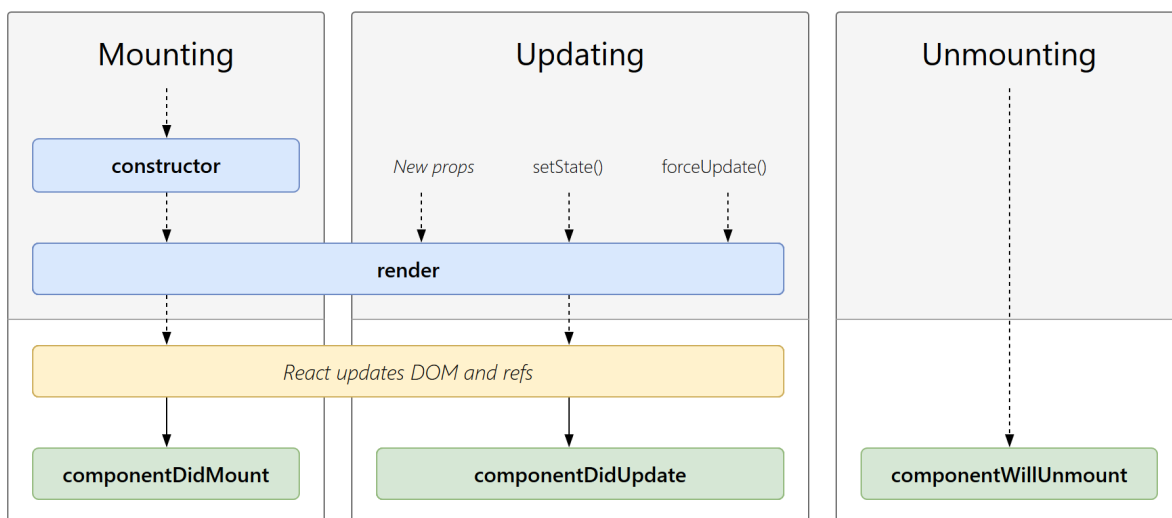 Mounting
Updating
Unmounting
constructor
New props
setState()
forceUpdate()
render
React updates DOM and refs
componentDidMount
componentDidUpdate
componentWillUnmount